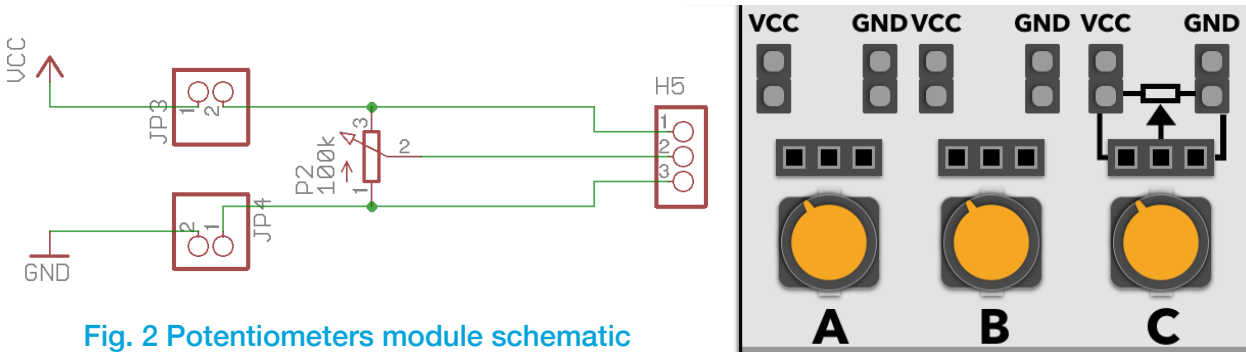 VCC
JP3
1
2
3
2
1
P2
100k
H5
1
2
3
2
1
JP4
GND
Fig. 2 Potentiometers module schematic
VCC GND VCC GND VCC GND
A B C